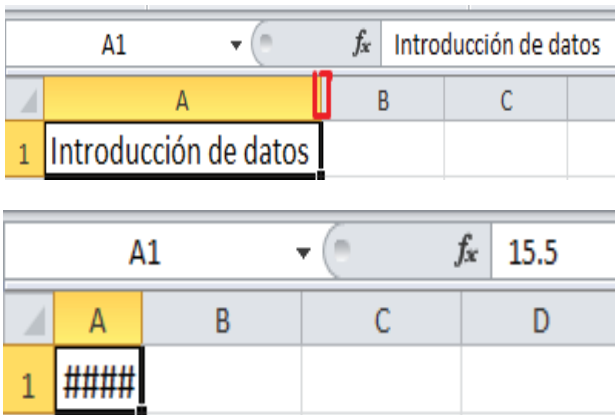 A1 fx Introducción de datos
A B C
1 Introducción de datos
A1 fx 15.5
A B C D
1 ####